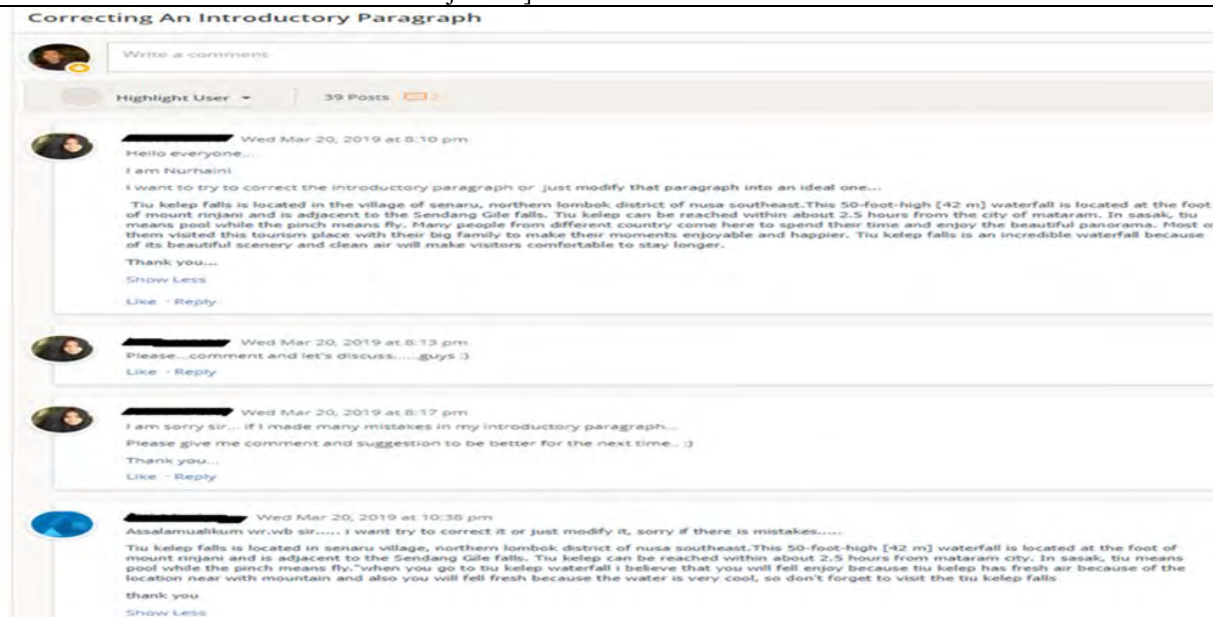 Correcting An Introductory Paragraph
Write a comment
Highlight User
39 Posts
Wed Mar 20, 2019 at 8:10 pm
Hello everyone...
I am Nurhaini
I want to try to correct the introductory paragraph or just modify that paragraph into an ideal one...
Tiu kelep falls is located in the village of senaru, northern lombok district of nusa southeast.This 50-foot-high [42 m] waterfall is located at the foot
of mount rinjani and is adjacent to the Sendang Gile falls. Tiu kelep can be reached within about 2.5 hours from the city of mataram. In sasak, tiu
means pool while the pinch means fly. Many people from different country come here to spend their time and enjoy the beautiful panorama. Most o
them visited this tourism place with their big family to make their moments enjoyable and happier. Tiu kelep falls is an incredible waterfall because
of its beautiful scenery and clean air will make visitors comfortable to stay longer.
Thank you...
Show Less
Like · Reply
Wed Mar 20, 2019 at 8:13 pm
Please...comment and let's discuss.....guys :)
Like · Reply
Wed Mar 20, 2019 at 8:17 pm
I am sorry sir... if I made many mistakes in my introductory paragraph...
Please give me comment and suggestion to be better for the next time.. :)
Thank you...
Like · Reply
Wed Mar 20, 2019 at 10:38 pm
Assalamualikum wr.wb sir..... i want try to correct it or just modify it, sorry if there is mistakes.....
Tiu kelep falls is located in senaru village, northern lombok district of nusa southeast.This 50-foot-high [42 m] waterfall is located at the foot of
mount rinjani and is adjacent to the Sendang Gile falls. Tiu kelep can be reached within about 2.5 hours from the city of mataram city. In sasak, tiu means
pool while the pinch means fly."when you go to tiu kelep waterfall i believe that you will fell enjoy because tiu kelep has fresh air because of the
location near with mountain and also you will fell fresh because the water is very cool, so don't forget to visit the tiu kelep falls
thank you
Show Less